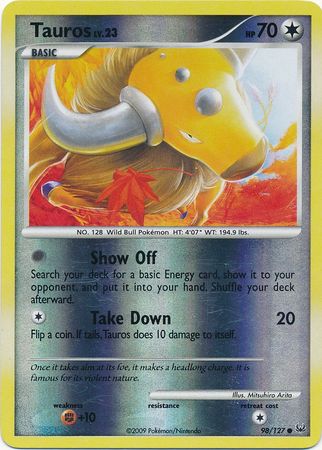 Tauros LV.23
HP 70
BASIC
NO. 128 Wild Bull Pokémon HT: 4'07" WT: 194.9 lbs.
Show Off
Search your deck for a basic Energy card, show it to your
opponent, and put it into your hand. Shuffle your deck
afterward.
Take Down 20
Flip a coin. If tails, Tauros does 10 damage to itself.
Once it takes aim at its foe, it makes a headlong charge. It is
famous for its violent nature.
Illus. Mitsuhiro Arita
weakness resistance retreat cost
+10
©2009 Pokémon/Nintendo 98/127